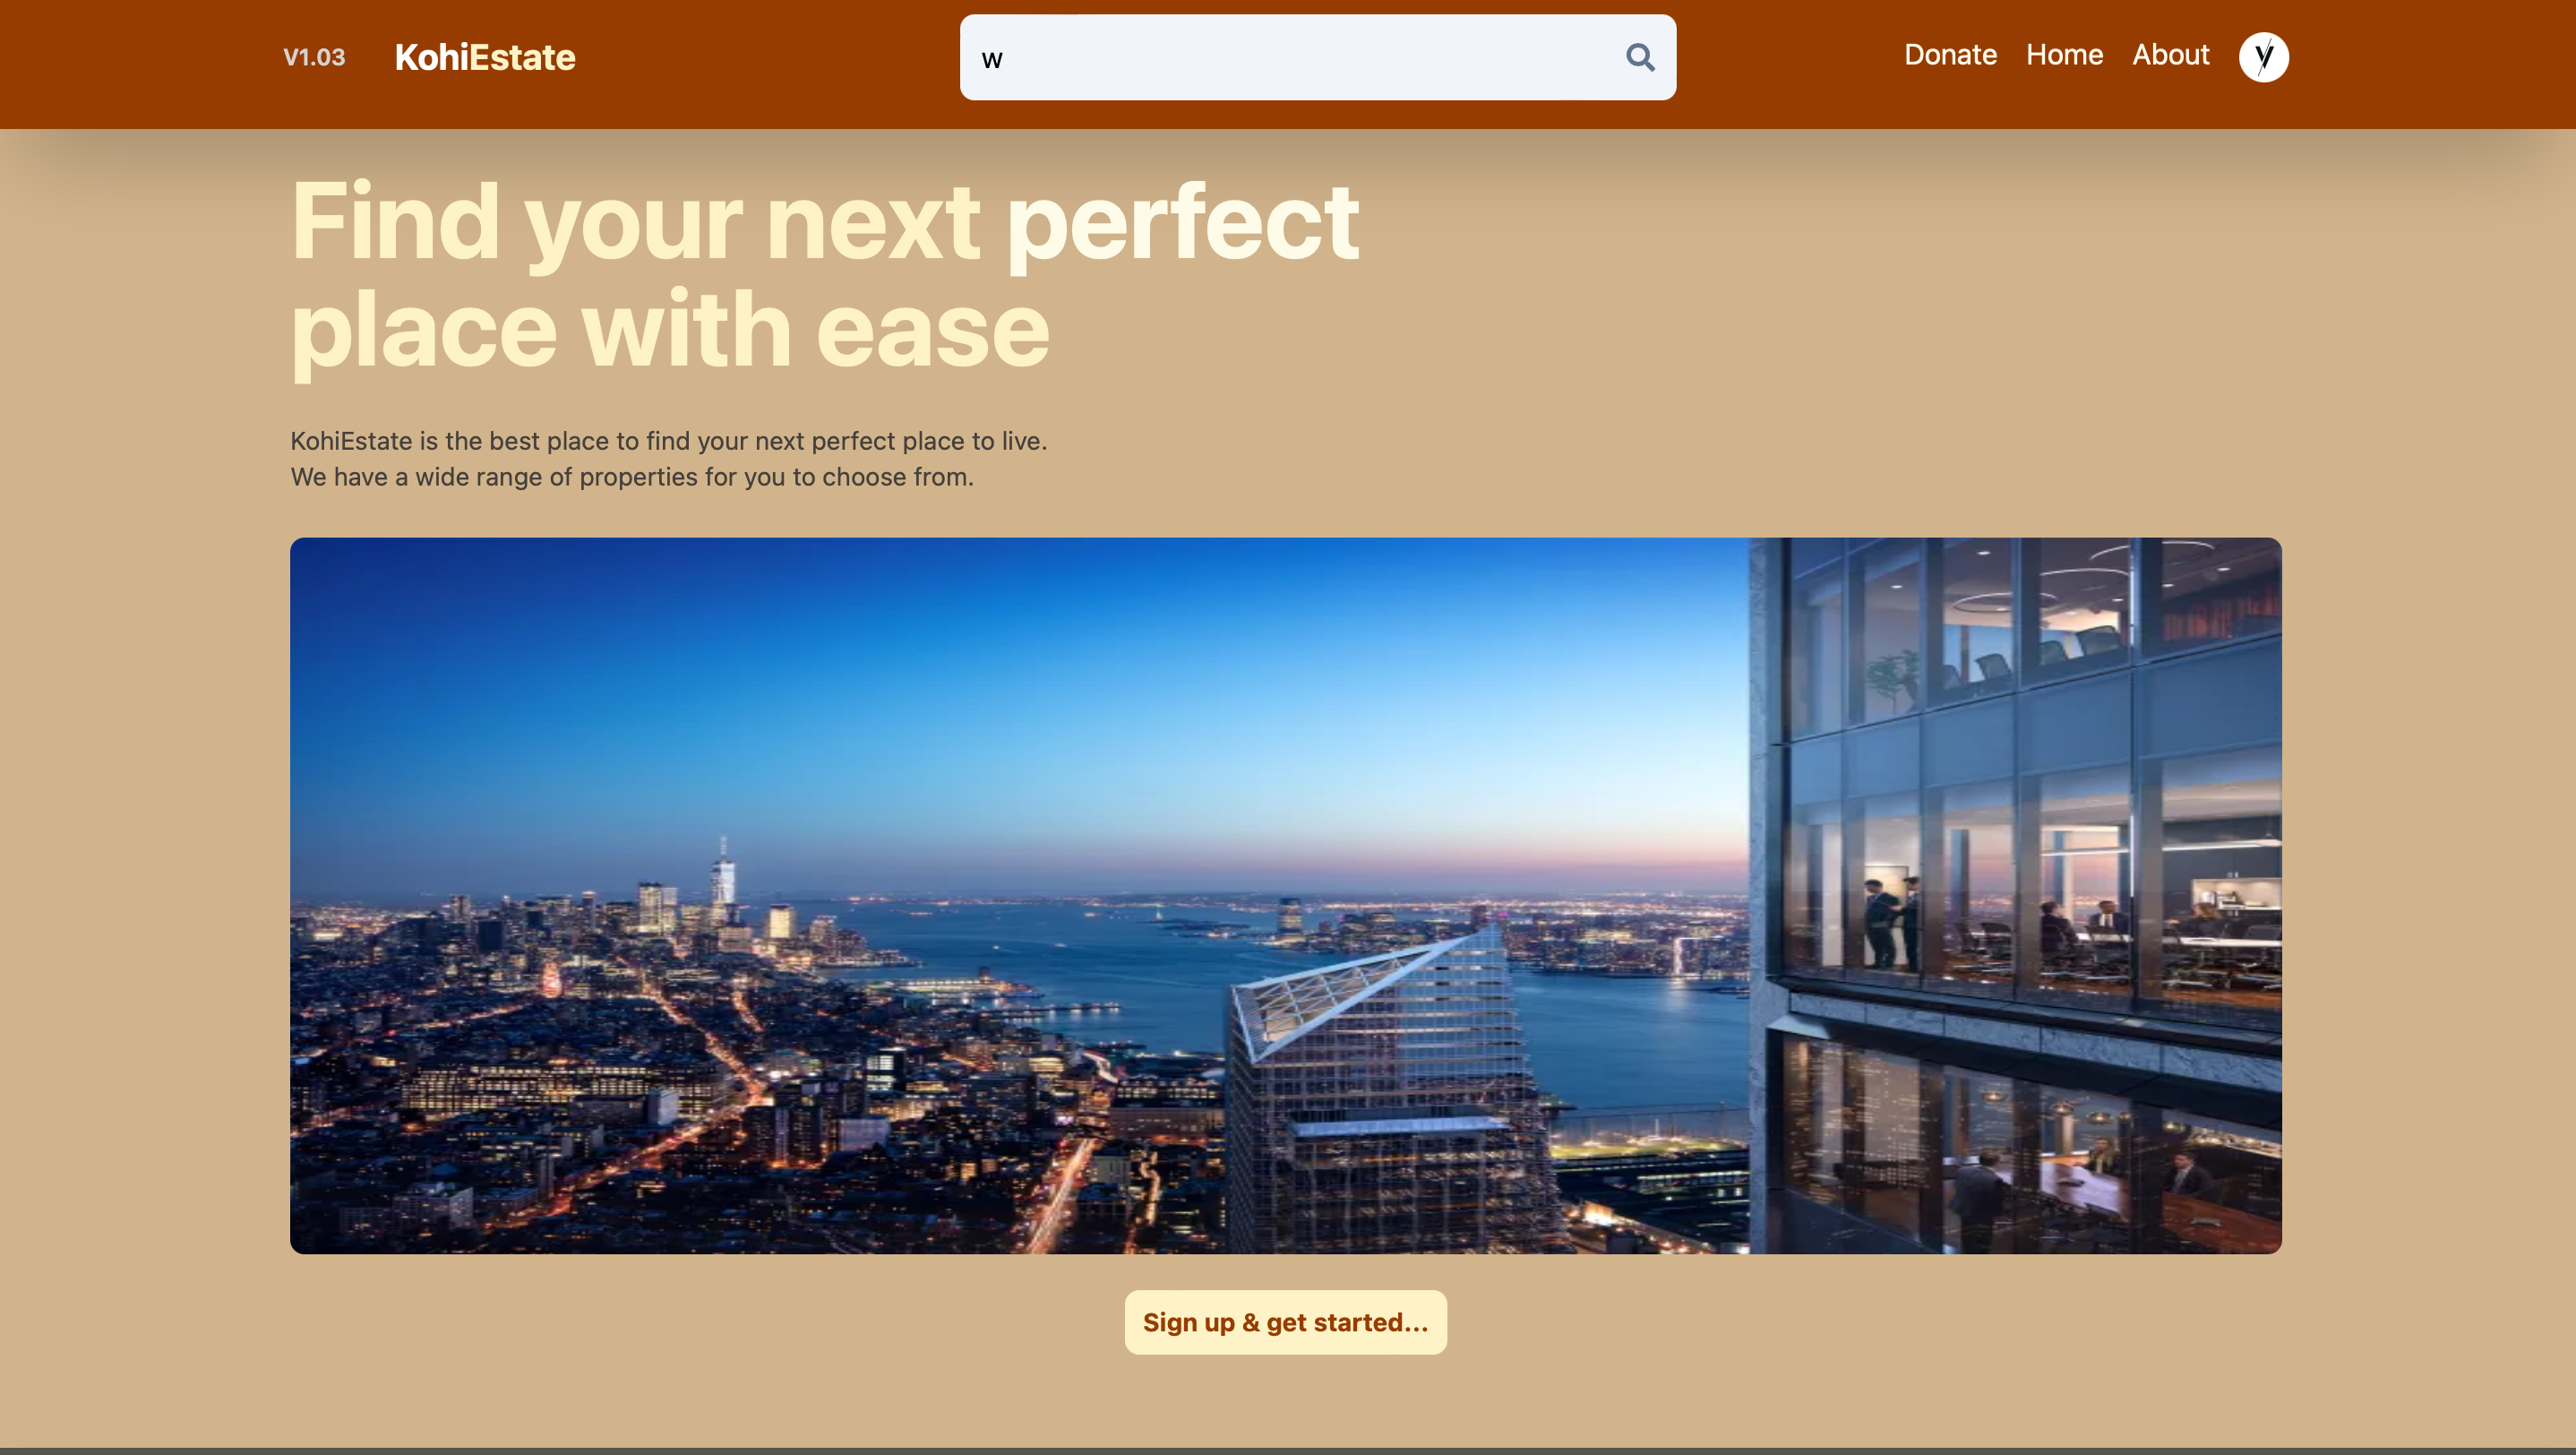 V1.03
KohiEstate
w
Donate
Home
About
Find your next perfect
place with ease
KohiEstate is the best place to find your next perfect place to live.
We have a wide range of properties for you to choose from.
Sign up & get started...